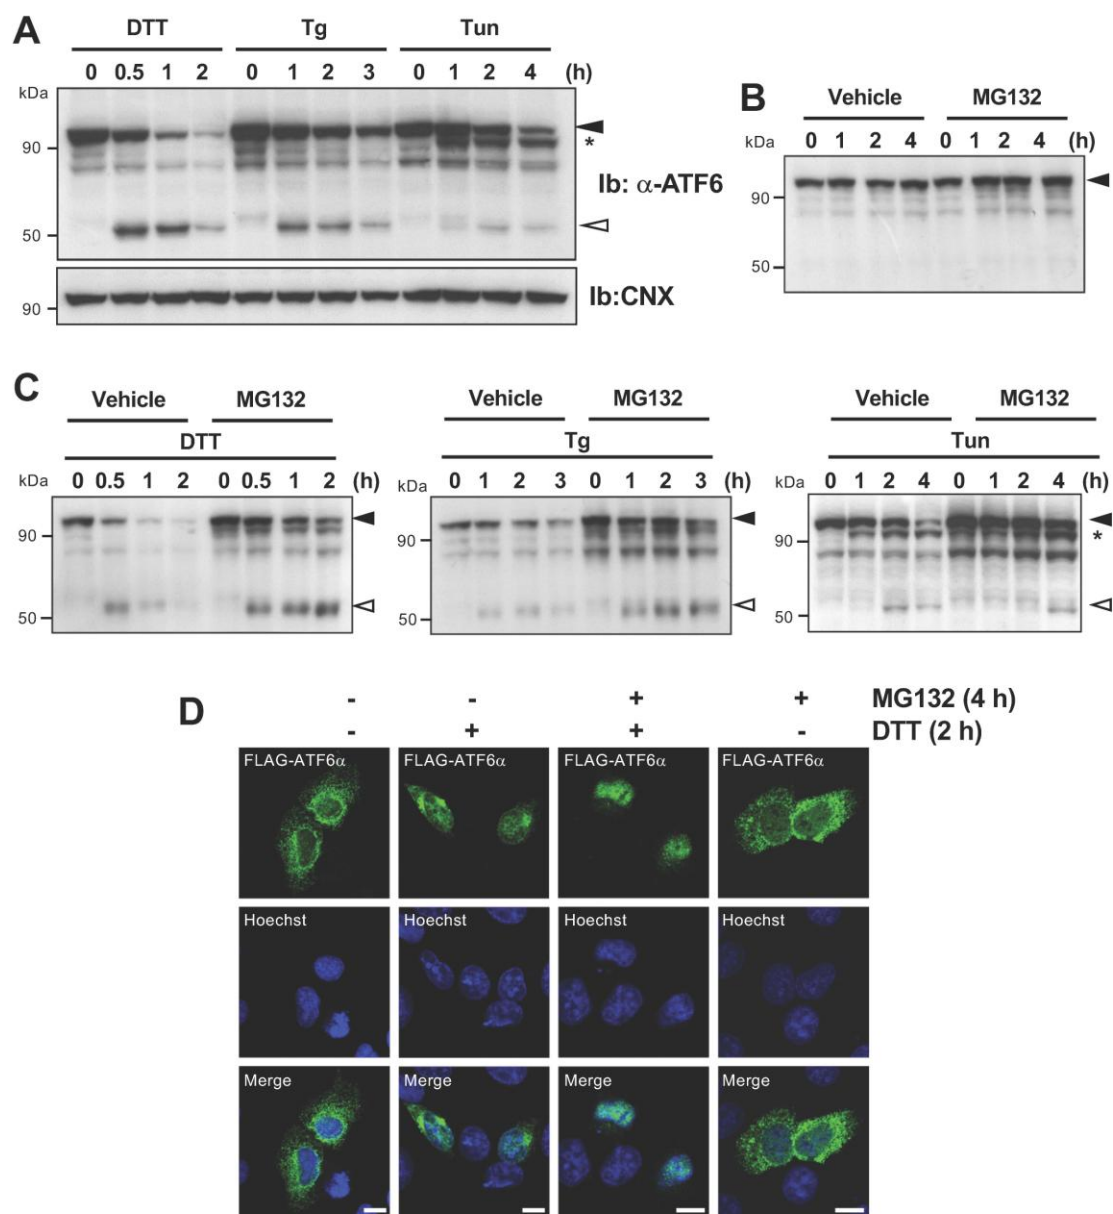 A
DTT Tg Tun
0 0.5 1 2 0 1 2 3 0 1 2 4 (h)
kDa
90
*
Ib: α-ATF6
50
90
Ib:CNX
B
Vehicle MG132
kDa 0 1 2 4 0 1 2 4 (h)
90
50
C
Vehicle MG132
DTT
kDa 0 0.5 1 2 0 0.5 1 2 (h)
90
50
Vehicle MG132
Tg
kDa 0 1 2 3 0 1 2 3 (h)
90
50
Vehicle MG132
Tun
kDa 0 1 2 4 0 1 2 4 (h)
90
*
50
D
- - + + MG132 (4 h)
- + + - DTT (2 h)
FLAG-ATF6α FLAG-ATF6α FLAG-ATF6α FLAG-ATF6α
Hoechst Hoechst Hoechst Hoechst
Merge Merge Merge Merge